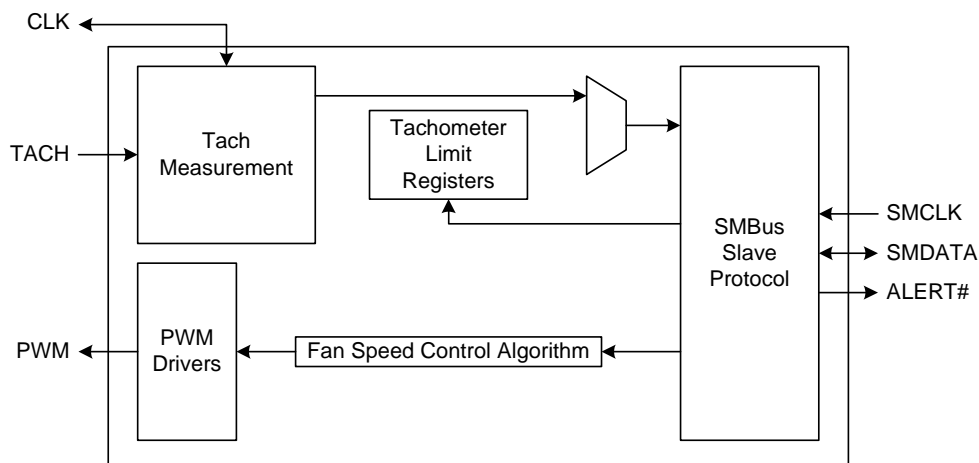 CLK
TACH
Tach
Measurement
Tachometer
Limit
Registers
SMBus
Slave
Protocol
SMCLK
SMDATA
ALERT#
PWM
PWM
Drivers
Fan Speed Control Algorithm